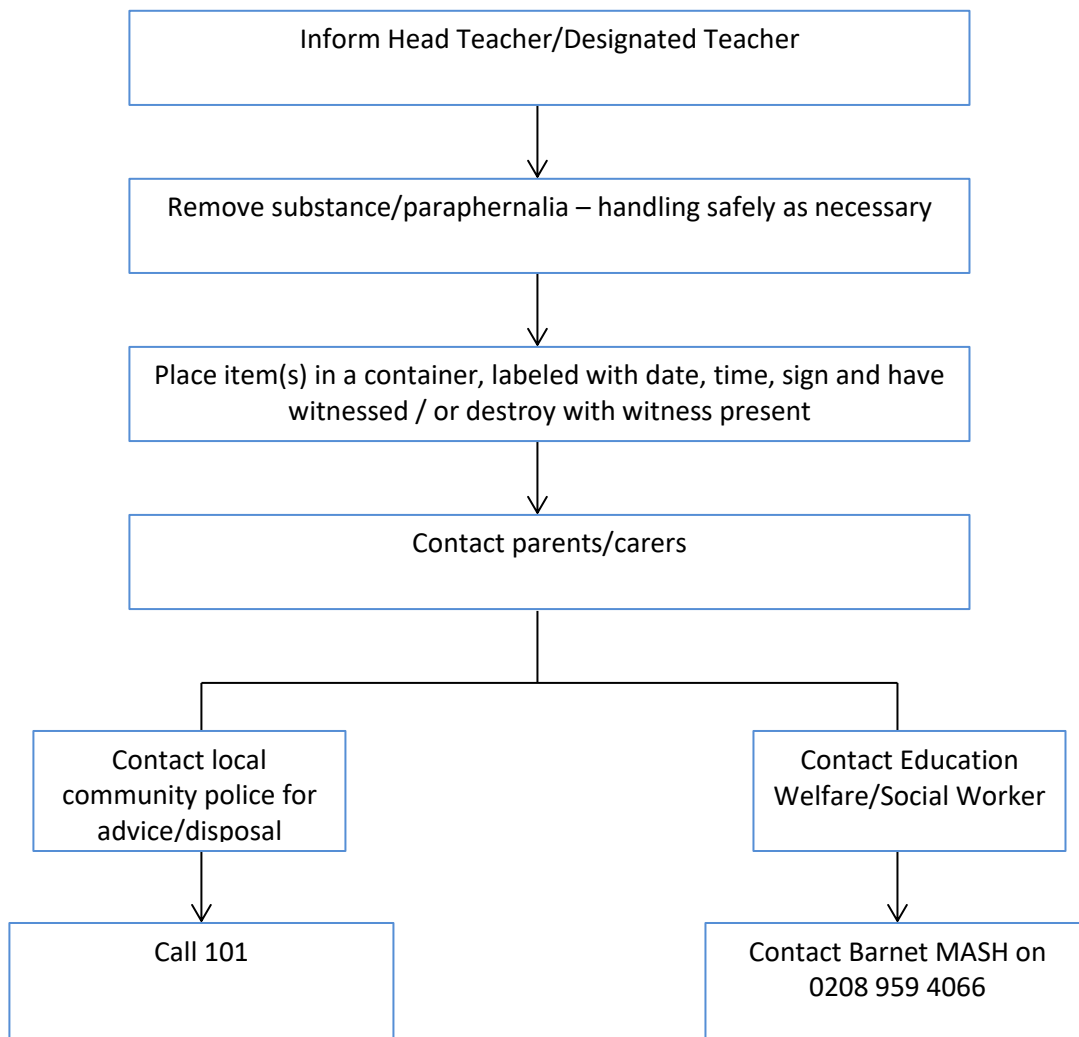 Inform Head Teacher/Designated Teacher
Remove substance/paraphernalia – handling safely as necessary
Place item(s) in a container, labeled with date, time, sign and have
witnessed / or destroy with witness present
Contact parents/carers
Contact local
community police for
advice/disposal
Contact Education
Welfare/Social Worker
Call 101
Contact Barnet MASH on
0208 959 4066